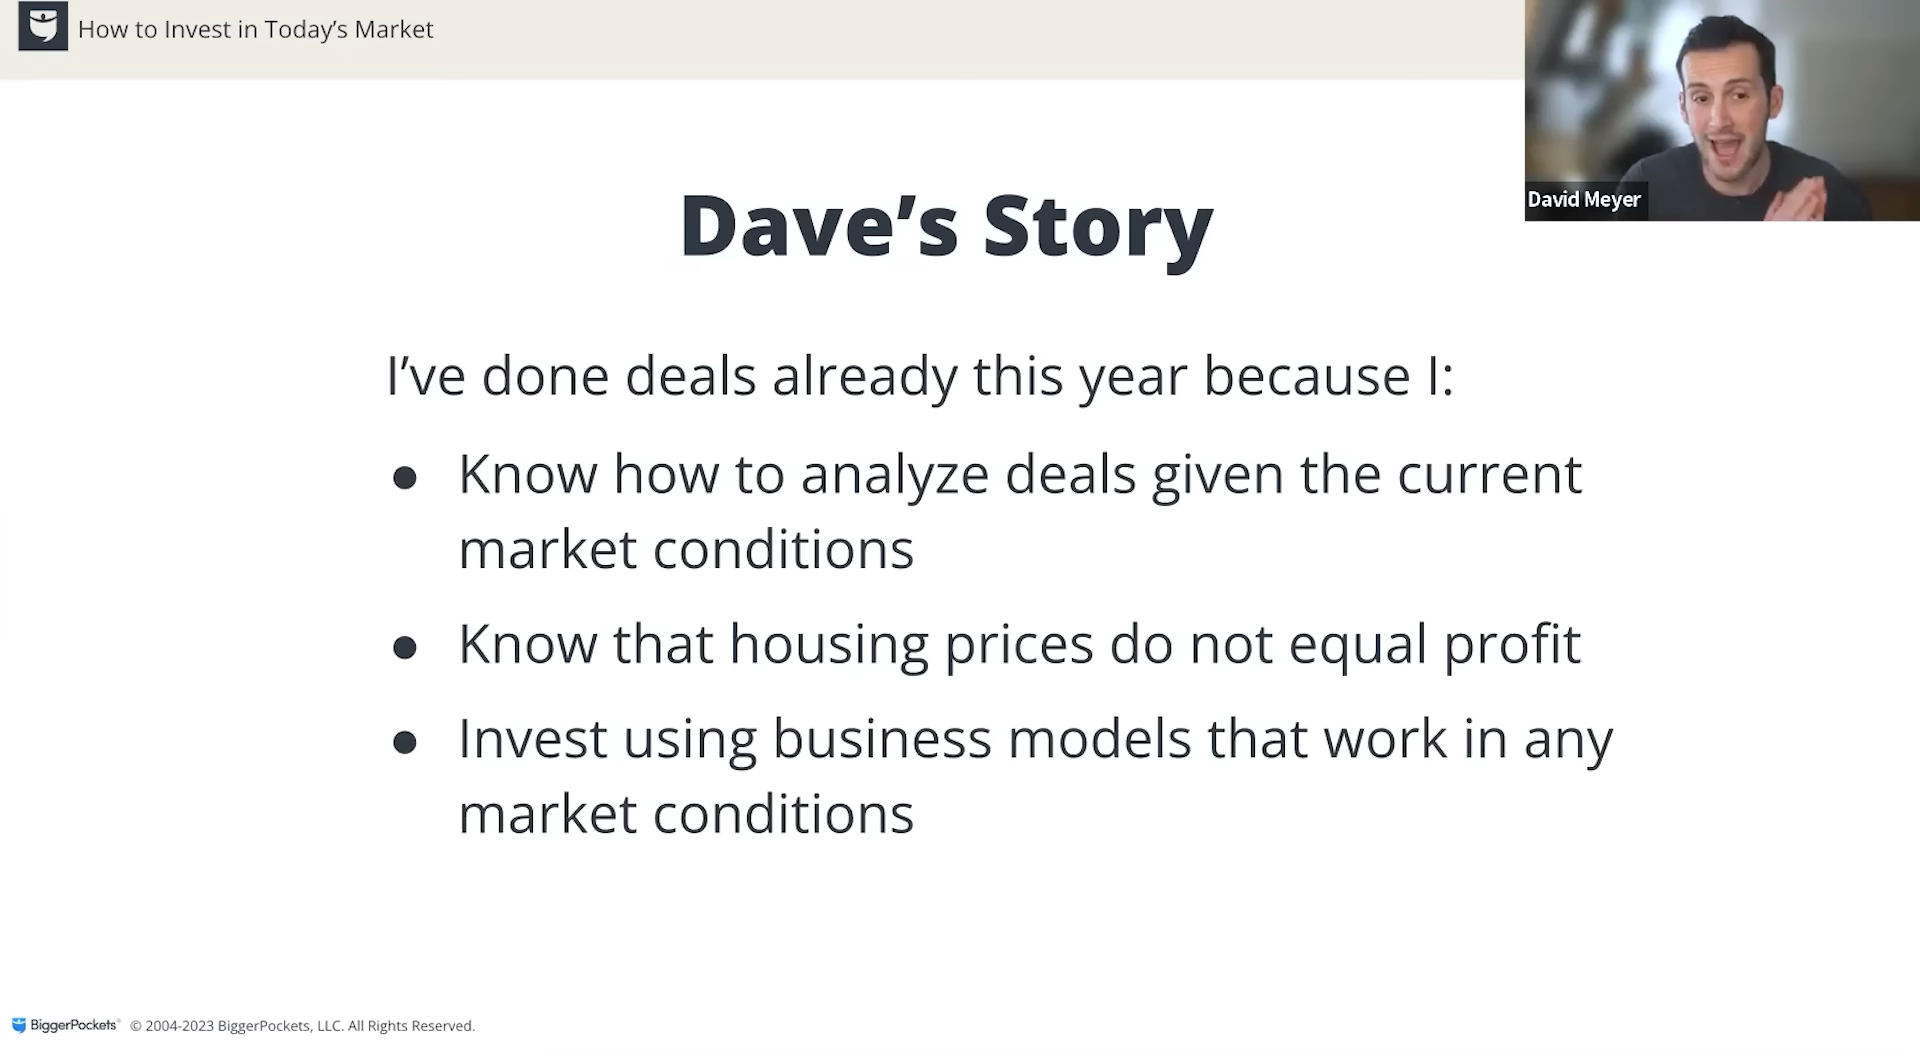 How to Invest in Today’s Market
David Meyer
Dave’s Story
I’ve done deals already this year because I:
● Know how to analyze deals given the current
market conditions
● Know that housing prices do not equal profit
● Invest using business models that work in any
market conditions
BiggerPockets® © 2004-2023 BiggerPockets, LLC. All Rights Reserved.